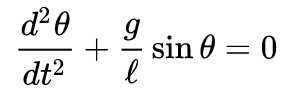 d²θ/dt² + g/ℓ sin θ = 0